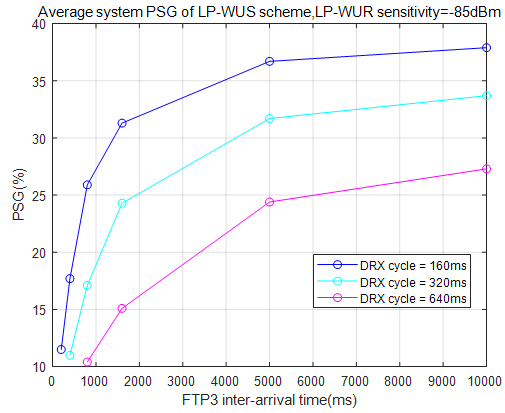 Average system PSG of LP-WUS scheme,LP-WUR sensitivity=-85dBm
40
35
30
25
20
15
10
PSG(%)
DRX cycle = 160ms
DRX cycle = 320ms
DRX cycle = 640ms
0 1000 2000 3000 4000 5000 6000 7000 8000 9000 10000
FTP3 inter-arrival time(ms)